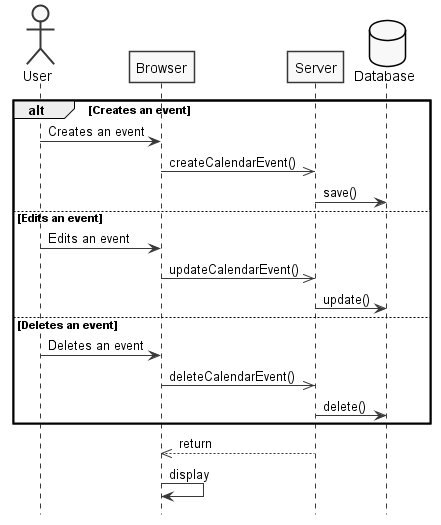 User
Browser
Server
Database
alt [Creates an event]
Creates an event
createCalendarEvent()
save()
[Edits an event]
Edits an event
updateCalendarEvent()
update()
[Deletes an event]
Deletes an event
deleteCalendarEvent()
delete()
return
display